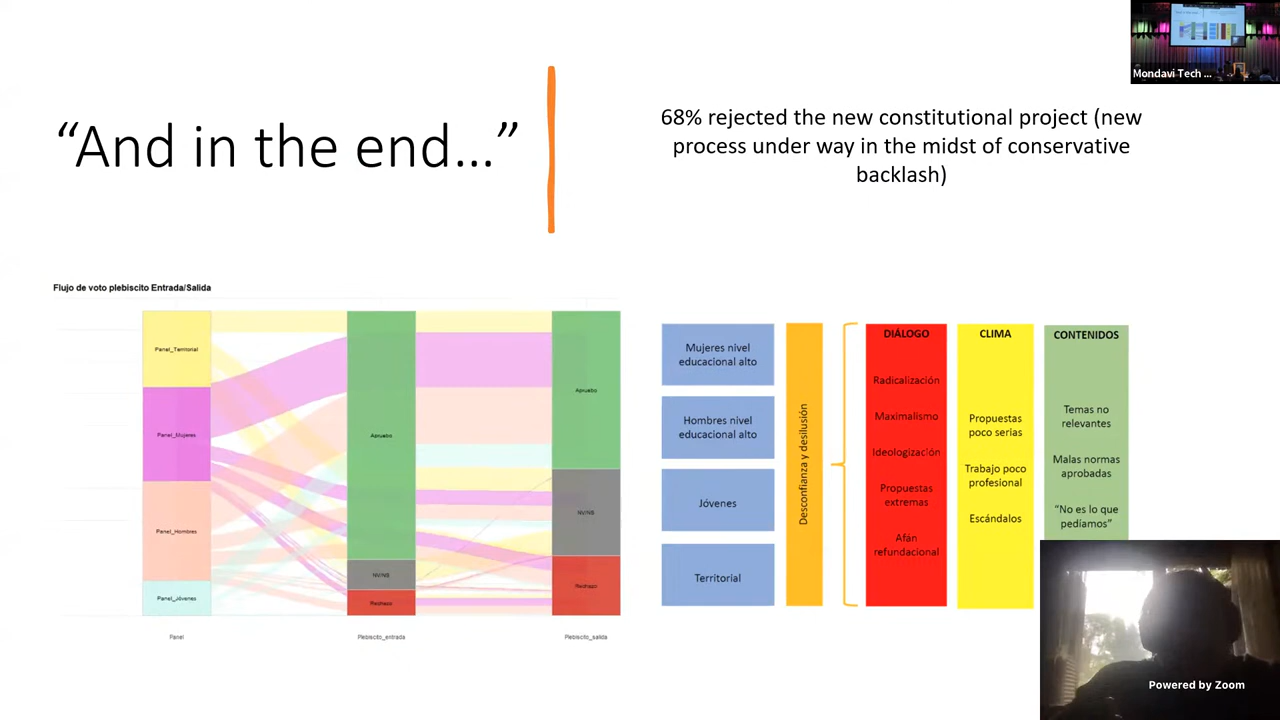 Mondavi Tech ...
“And in the end...”
68% rejected the new constitutional project (new
process under way in the midst of conservative
backlash)
Flujo de voto plebiscito Entrada/Salida
Panel_Territorial
Panel_Mujeres
Panel_Hombres
Panel_Jóvenes
Apruebo
NV/NS
Rechazo
Apruebo
NV/NS
Rechazo
Panel
Plebiscito_entrada
Plebiscito_salida
Mujeres nivel
educacional alto
Hombres nivel
educacional alto
Jóvenes
Territorial
Desconfianza y desilusión
DIÁLOGO
Radicalización
Maximalismo
Ideologización
Propuestas
extremas
Afán
refundacional
CLIMA
Propuestas
poco serias
Trabajo poco
profesional
Escándalos
CONTENIDOS
Temas no
relevantes
Malas normas
aprobadas
“No es lo que
pedíamos”
Powered by Zoom